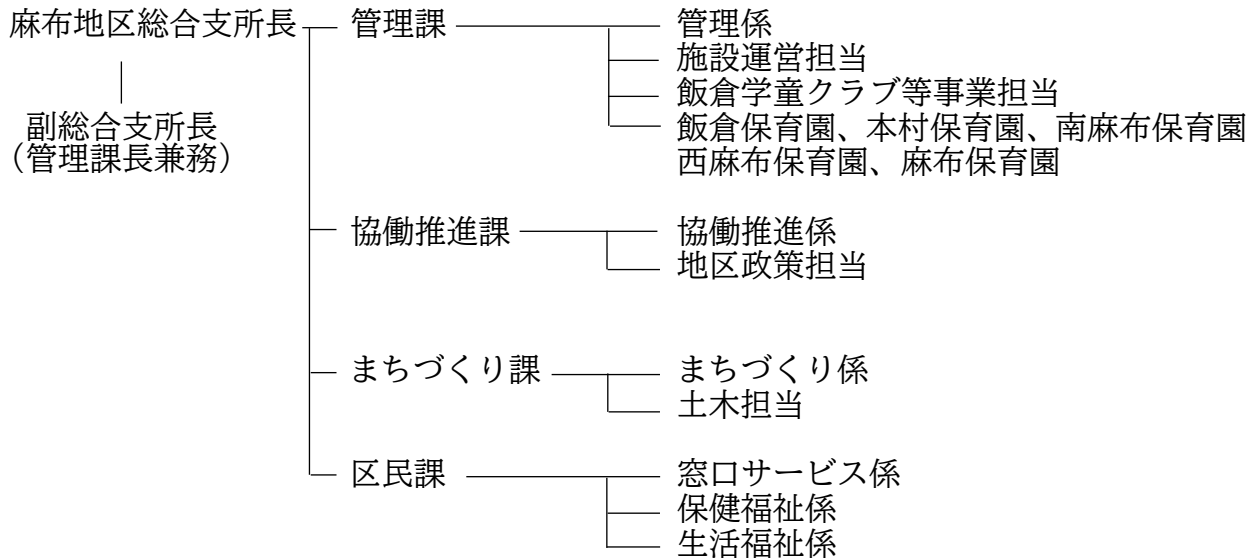 麻布地区総合支所長
副総合支所長
（管理課長兼務）
管理課
管理係
施設運営担当
飯倉学童クラブ等事業担当
飯倉保育園、本村保育園、南麻布保育園
西麻布保育園、麻布保育園
協働推進課
協働推進係
地区政策担当
まちづくり課
まちづくり係
土木担当
区民課
窓口サービス係
保健福祉係
生活福祉係